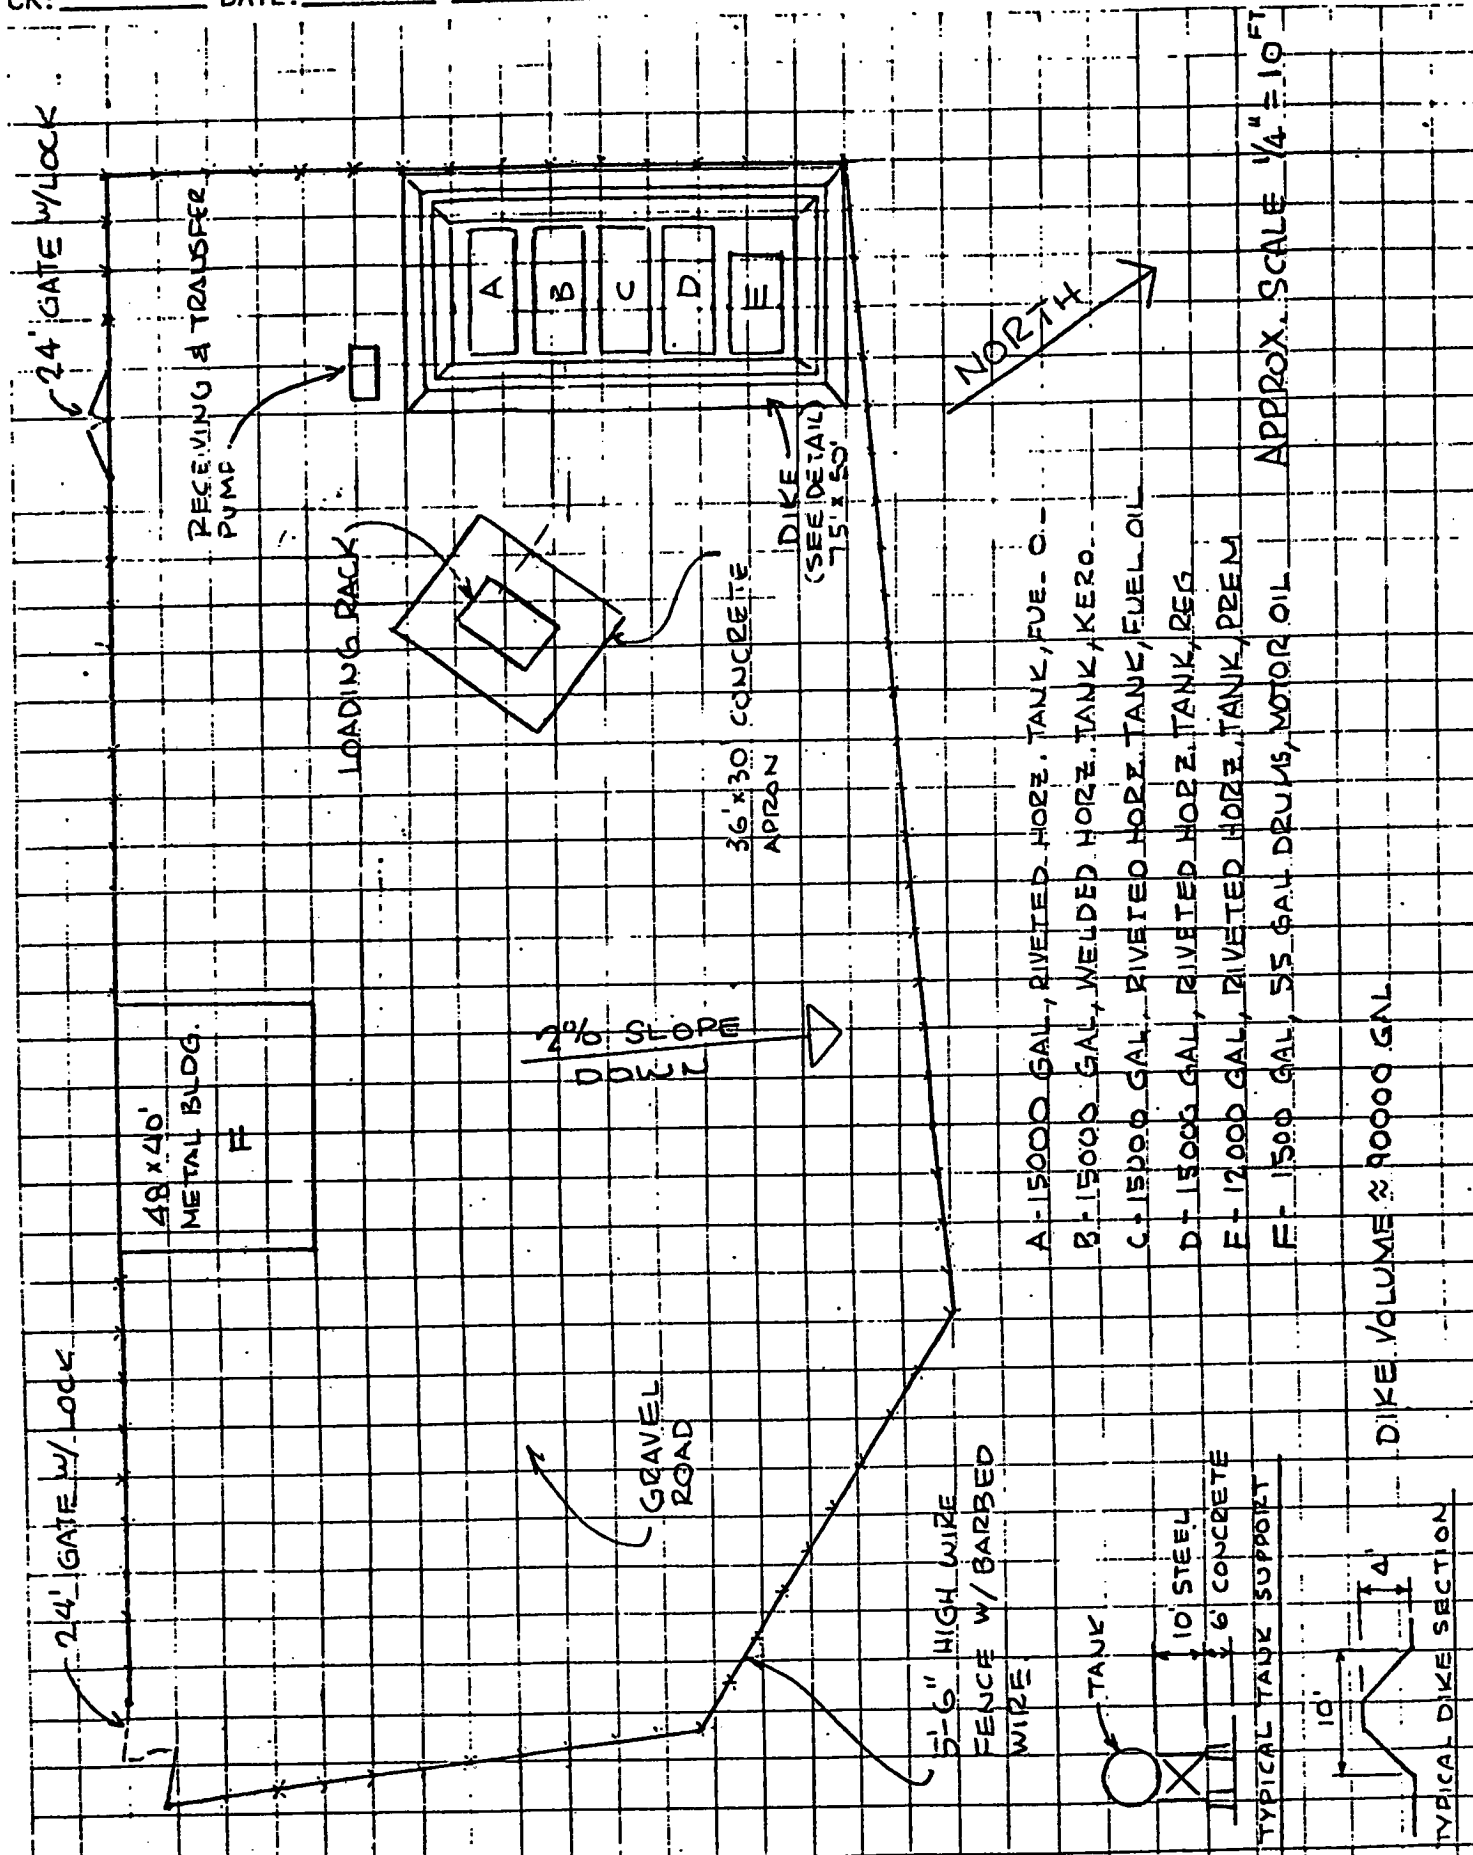 CK: DATE:
24' GATE W/LOCK
24' GATE W/LOCK
RECEIVING & TRANSFER
PUMP
LOADING RACK
48 x 40'
METAL BLDG.
F
A
B
C
D
E
DIKE
(SEE DETAIL)
75' x 50'
36' x 30' CONCRETE
APRON
2% SLOPE
DOWN
GRAVEL
ROAD
NORTH
5'-6" HIGH WIRE
FENCE W/ BARBED
WIRE
A - 15000 GAL, RIVETED HORZ. TANK,
B - 15000 GAL, WELDED HORZ. TANK, KERO.
C - 15000 GAL, RIVETED HORZ. TANK, FUEL OIL
D - 15000 GAL, RIVETED HORZ. TANK, REG
E - 12000 GAL, RIVETED HORZ. TANK, PREM
F - 1500 GAL, 55 GAL DRUMS, MOTOR OIL
APPROX. SCALE 1/4" = 10 FT
DIKE VOLUME ≈ 90000 GAL
TANK
10' STEEL
6' CONCRETE
TYPICAL TANK SUPPORT
10'
4'
TYPICAL DIKE SECTION